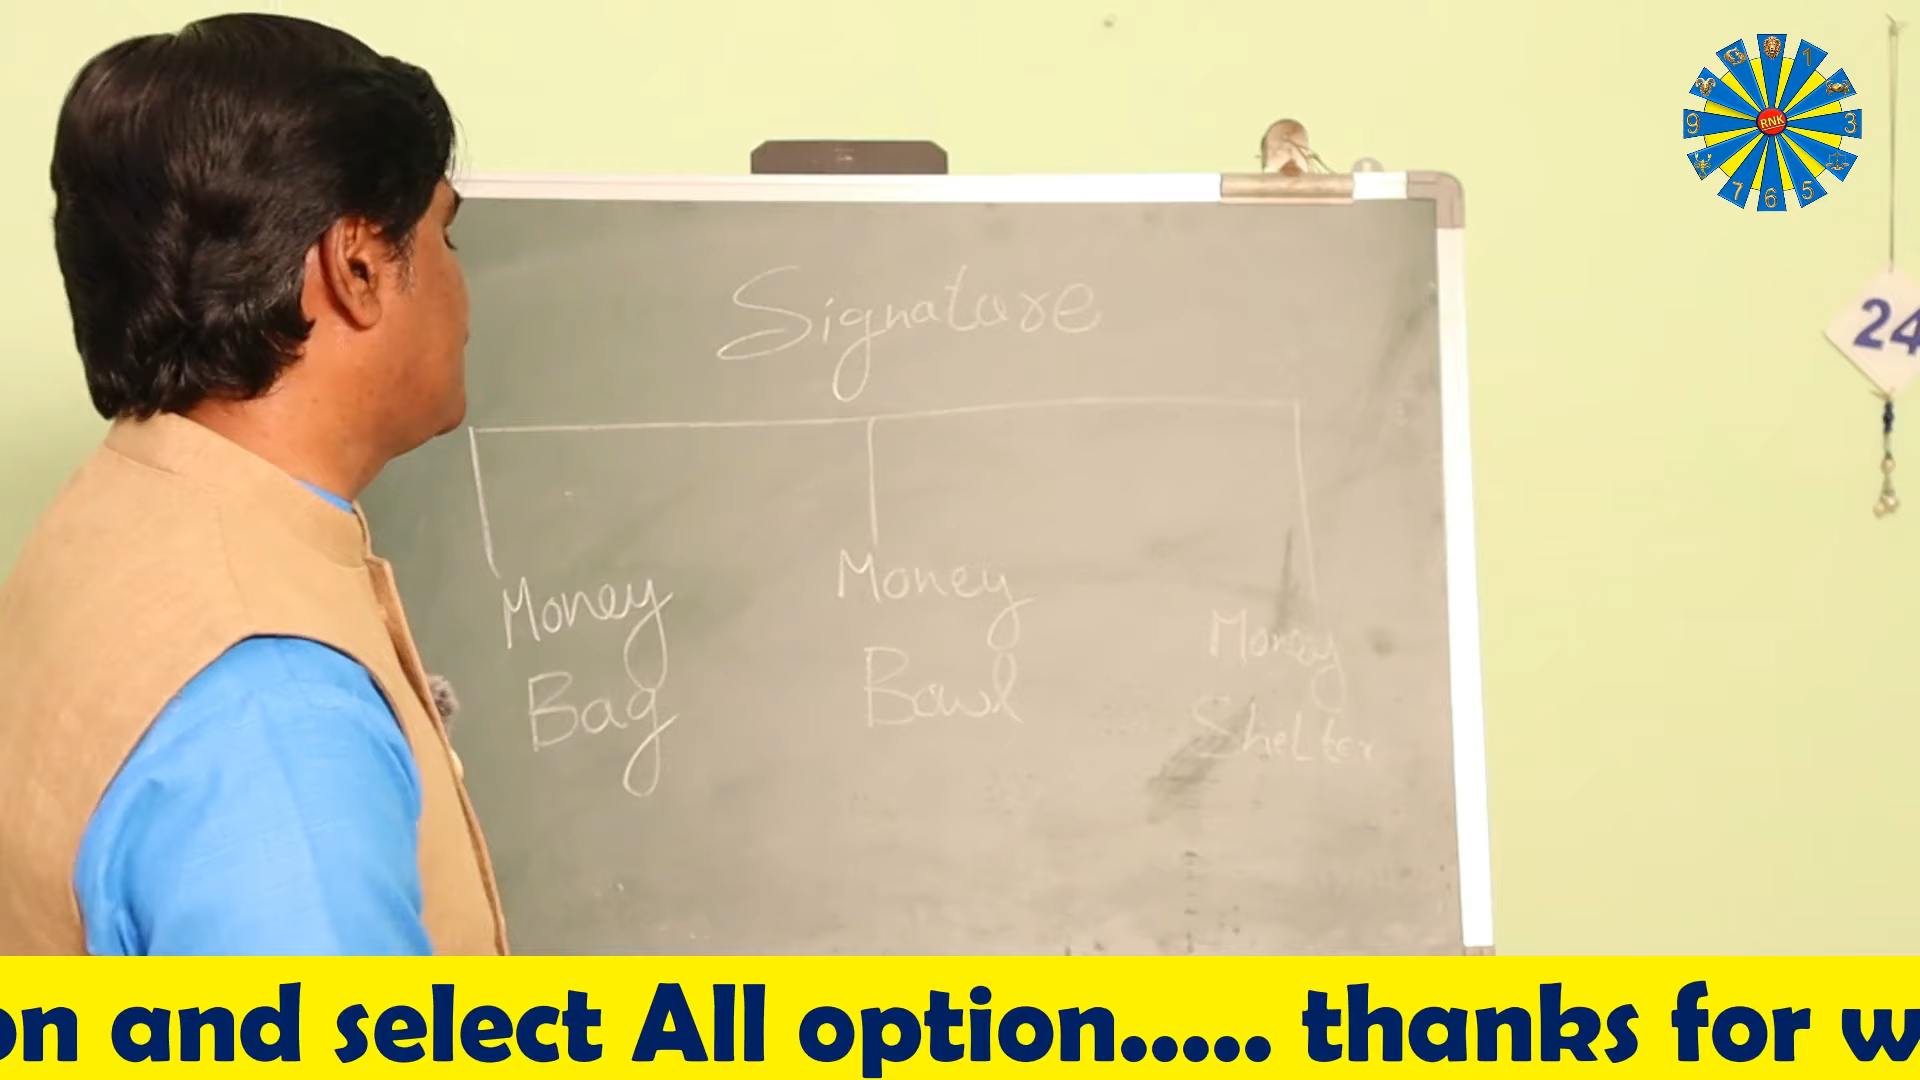 1
3
5
6
7
9
RNK
24
Signature
Money
Bag
Money
Bowl
Money
Shelter
on and select All option..... thanks for w